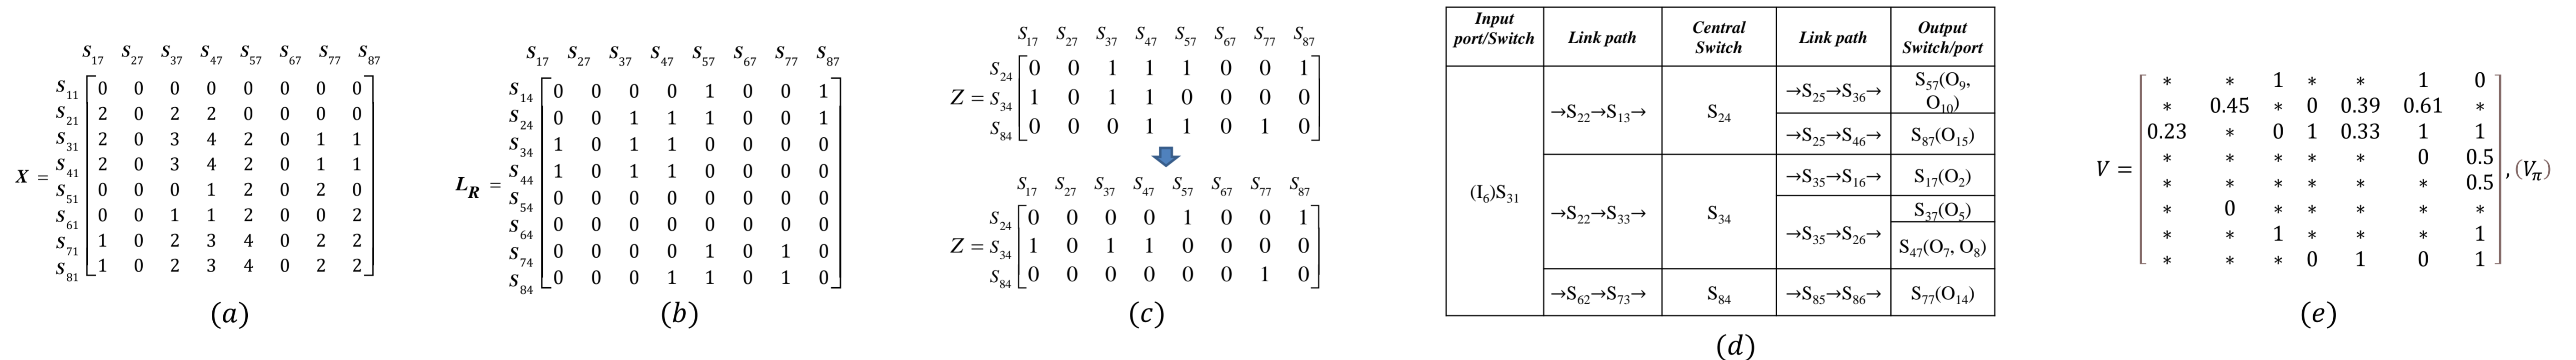 S17 S27 S37 S47 S57 S67 S77 S87
S11 0 0 0 0 0 0 0 0
S21 2 0 2 2 0 0 0 0
S31 2 0 3 4 2 0 1 1
X = S41 2 0 3 4 2 0 1 1
S51 0 0 0 1 2 0 2 0
S61 0 0 1 1 2 0 0 2
S71 1 0 2 3 4 0 2 2
S81 1 0 2 3 4 0 2 2
(a)
S17 S27 S37 S47 S57 S67 S77 S87
S14 0 0 0 0 1 0 0 1
S24 0 0 1 1 1 0 0 1
S34 1 0 1 1 0 0 0 0
LR = S44 1 0 1 1 0 0 0 0
S54 0 0 0 0 0 0 0 0
S64 0 0 0 0 0 0 0 0
S74 0 0 0 0 1 0 1 0
S84 0 0 0 1 1 0 1 0
(b)
S17 S27 S37 S47 S57 S67 S77 S87
S24 0 0 1 1 1 0 0 1
Z = S34 1 0 1 1 0 0 0 0
S84 0 0 0 1 1 0 1 0
S17 S27 S37 S47 S57 S67 S77 S87
S24 0 0 0 0 1 0 0 1
Z = S34 1 0 1 1 0 0 0 0
S84 0 0 0 0 0 0 1 0
(c)
Input port/Switch Link path Central Switch Link path Output Switch/port
(I6)S31 →S22→S13→ S24 →S25→S36→ S57(O9, O10)
→S25→S46→ S87(O15)
→S22→S33→ S34 →S35→S16→ S17(O2)
→S35→S26→ S37(O5)
S47(O7, O8)
→S62→S73→ S84 →S85→S86→ S77(O14)
(d)
* * 1 * * 1 0
* 0.45 * 0 0.39 0.61 *
0.23 * 0 1 0.33 1 1
* * * * * 0 0.5
V = * * * * * * 0.5 , (Vπ)
* 0 * * * * *
* * 1 * * * 1
* * * 0 1 0 1
(e)